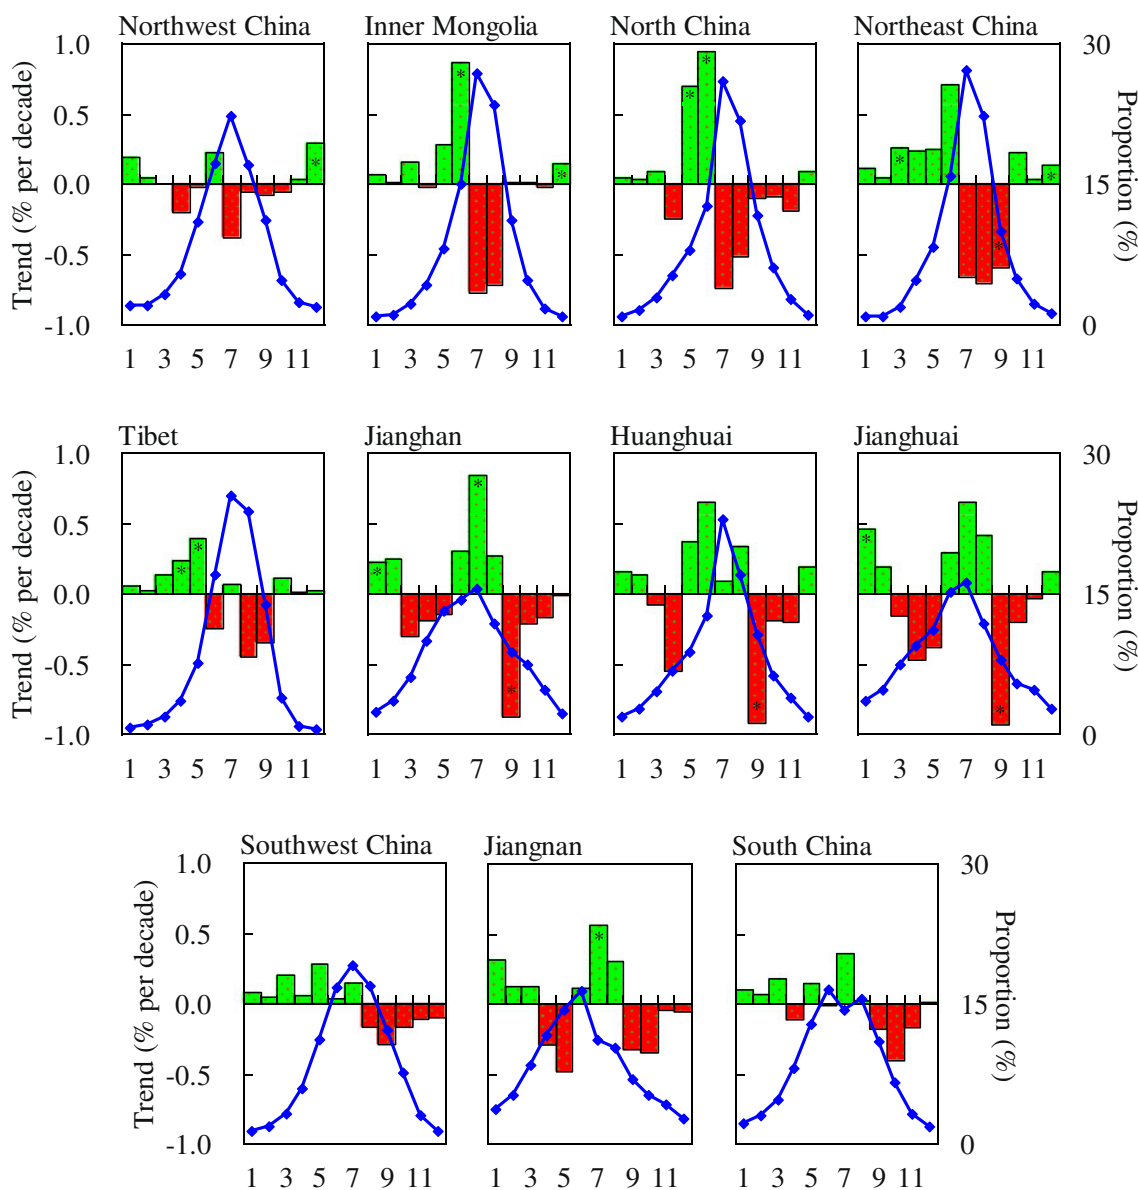 Northwest China Inner Mongolia North China Northeast China
1.0 30
0.5
0.0 15
-0.5
-1.0 0
Trend (% per decade)
Proportion (%)
* * * * * * * *
1 3 5 7 9 11 1 3 5 7 9 11 1 3 5 7 9 11 1 3 5 7 9 11
Tibet Jianghan Huanghuai Jianghuai
1.0 30
0.5
0.0 15
-0.5
-1.0 0
Trend (% per decade)
Proportion (%)
* * * * * * * *
1 3 5 7 9 11 1 3 5 7 9 11 1 3 5 7 9 11 1 3 5 7 9 11
Southwest China Jiangnan South China
1.0 30
0.5
0.0 15
-0.5
-1.0 0
Trend (% per decade)
Proportion (%)
*
1 3 5 7 9 11 1 3 5 7 9 11 1 3 5 7 9 11